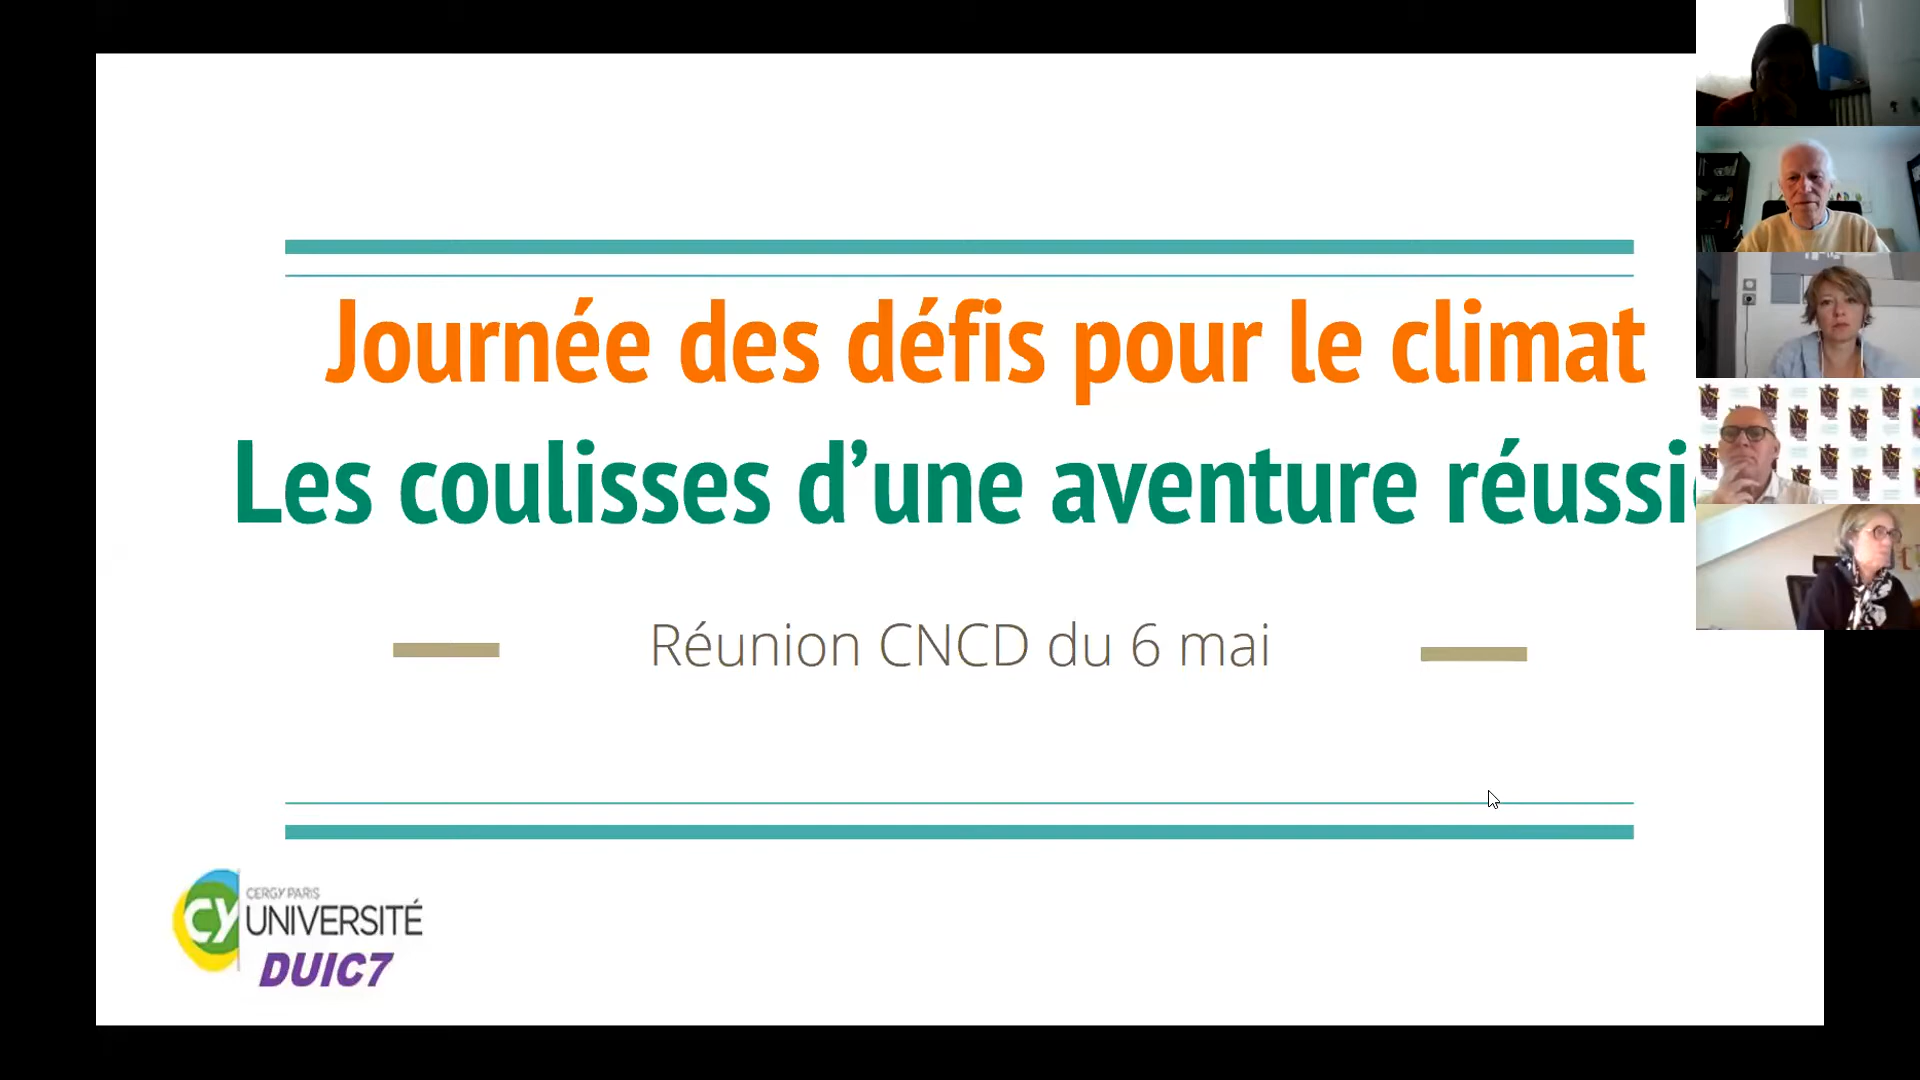 Journée des défis pour le climat
Les coulisses d’une aventure réussi
Réunion CNCD du 6 mai
CERGY PARIS
CY UNIVERSITÉ
DUIC7